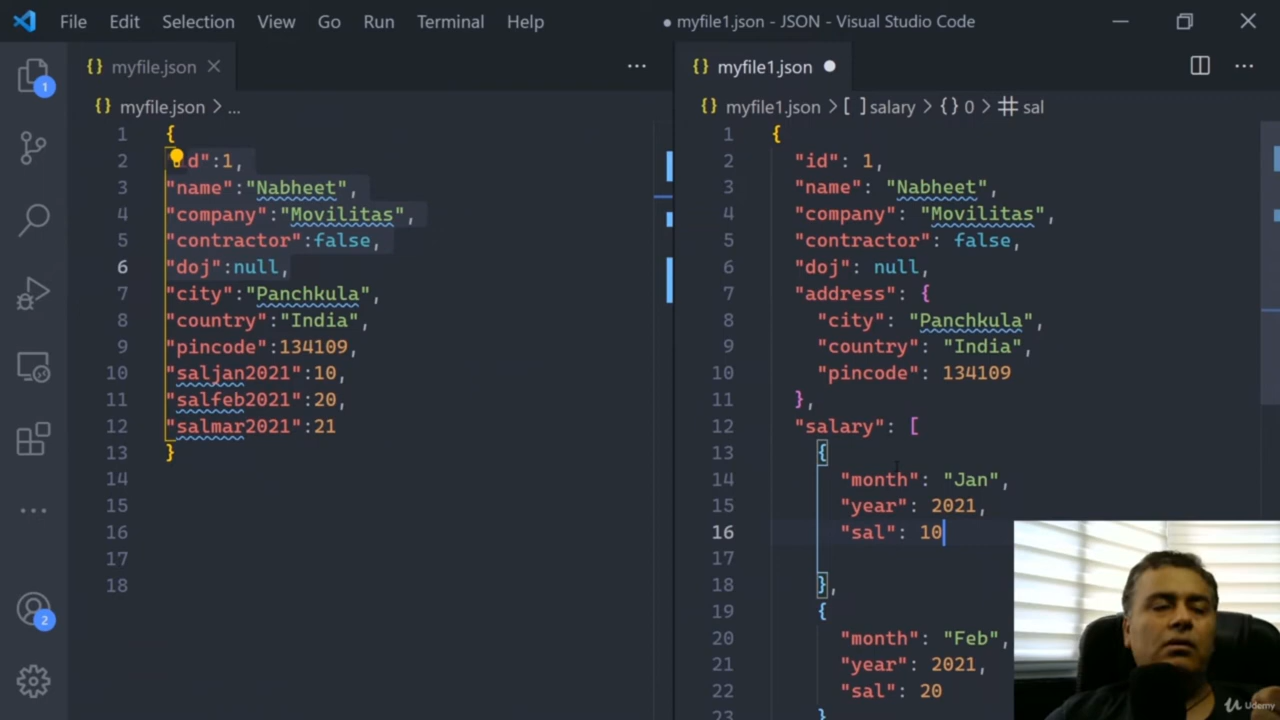 File Edit Selection View Go Run Terminal Help
● myfile1.json - JSON - Visual Studio Code
{} myfile.json
{} myfile.json > ...
1 {
2 id":1,
3 "name":"Nabheet",
4 "company":"Movilitas",
5 "contractor":false,
6 "doj":null,
7 "city":"Panchkula",
8 "country":"India",
9 "pincode":134109,
10 "saljan2021":10,
11 "salfeb2021":20,
12 "salmar2021":21
13 }
14
15
16
17
18
{} myfile1.json
{} myfile1.json > [ ] salary > {} 0 > # sal
1 {
2 "id": 1,
3 "name": "Nabheet",
4 "company": "Movilitas",
5 "contractor": false,
6 "doj": null,
7 "address": {
8 "city": "Panchkula",
9 "country": "India",
10 "pincode": 134109
11 },
12 "salary": [
13 {
14 "month": "Jan",
15 "year": 2021,
16 "sal": 10
17
18 },
19 {
20 "month": "Feb",
21 "year": 2021,
22 "sal": 20
23 }
1
2
Udemy